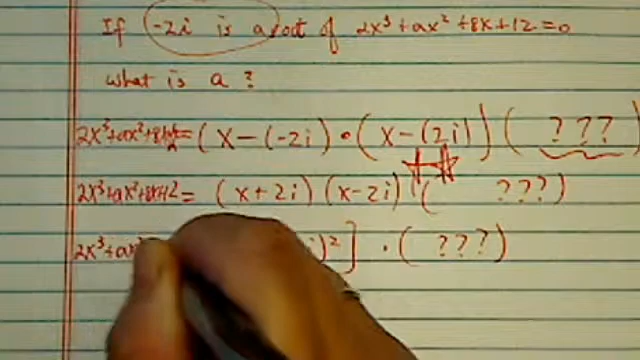 If -2i is a root of 2x³+ax²+8x+12=0
what is a?
2x³+ax²+8x+12=(x-(-2i)•(x-(2i))(???)
2x³+ax²+8x+12=(x+2i)(x-2i)(???)
2x³+ax² i)²]•(???)